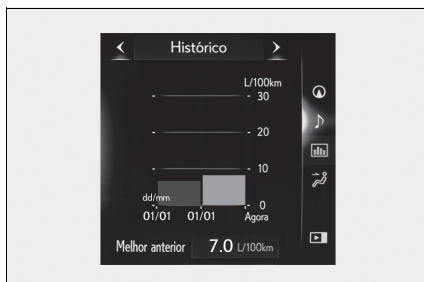 Histórico
L/100km
30
20
10
dd/mm
0
01/01 01/01 Agora
Melhor anterior 7.0 L/100km